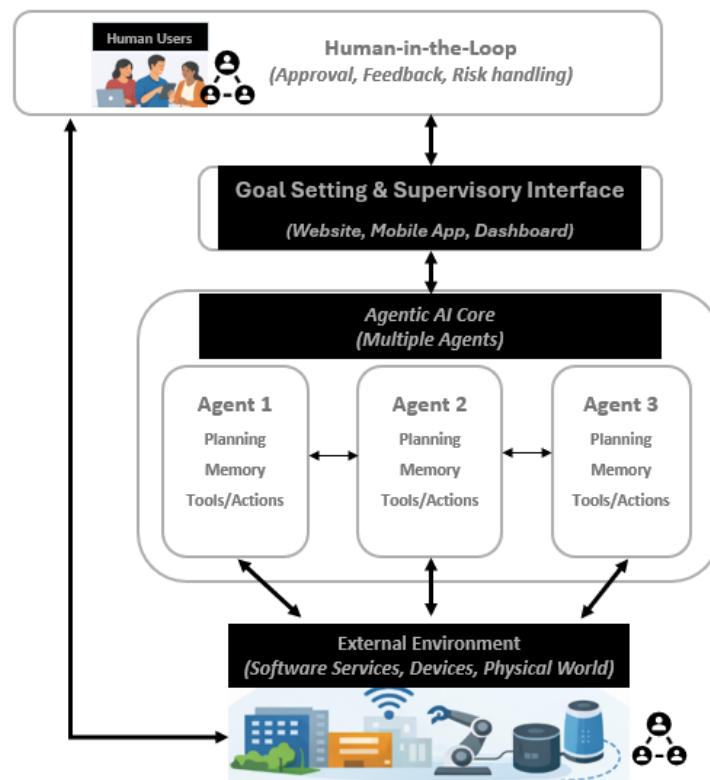 Human Users
Human-in-the-Loop
(Approval, Feedback, Risk handling)
Goal Setting & Supervisory Interface
(Website, Mobile App, Dashboard)
Agentic AI Core
(Multiple Agents)
Agent 1
Planning
Memory
Tools/Actions
Agent 2
Planning
Memory
Tools/Actions
Agent 3
Planning
Memory
Tools/Actions
External Environment
(Software Services, Devices, Physical World)